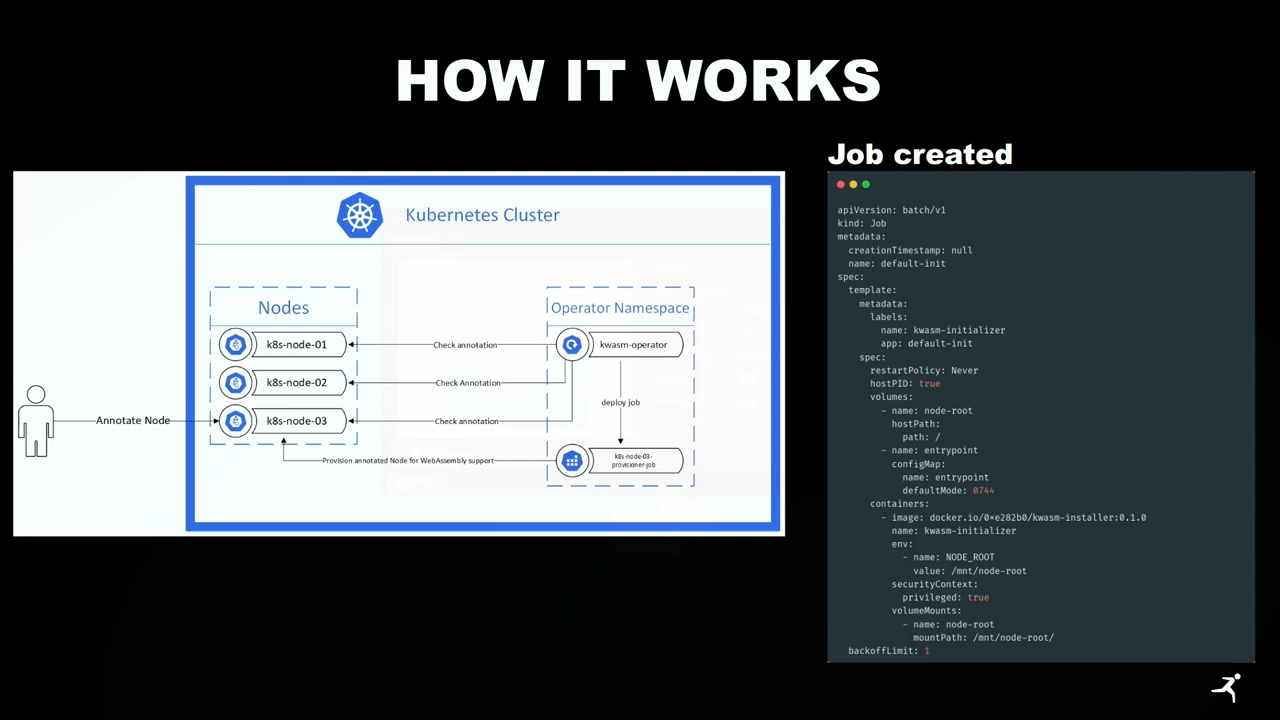 HOW IT WORKS
Kubernetes Cluster
Nodes
k8s-node-01
k8s-node-02
k8s-node-03
Annotate Node
Check annotation
Check Annotation
Check annotation
Provision annotated Node for WebAssembly support
Operator Namespace
kwasm-operator
deploy job
k8s-node-03-
provisioner-job
Job created
apiVersion: batch/v1
kind: Job
metadata:
  creationTimestamp: null
  name: default-init
spec:
  template:
    metadata:
      labels:
        name: kwasm-initializer
        app: default-init
    spec:
      restartPolicy: Never
      hostPID: true
      volumes:
        - name: node-root
          hostPath:
            path: /
        - name: entrypoint
          configMap:
            name: entrypoint
            defaultMode: 0744
      containers:
        - image: docker.io/0xe282b0/kwasm-installer:0.1.0
          name: kwasm-initializer
          env:
            - name: NODE_ROOT
              value: /mnt/node-root
          securityContext:
            privileged: true
          volumeMounts:
            - name: node-root
              mountPath: /mnt/node-root/
  backoffLimit: 1